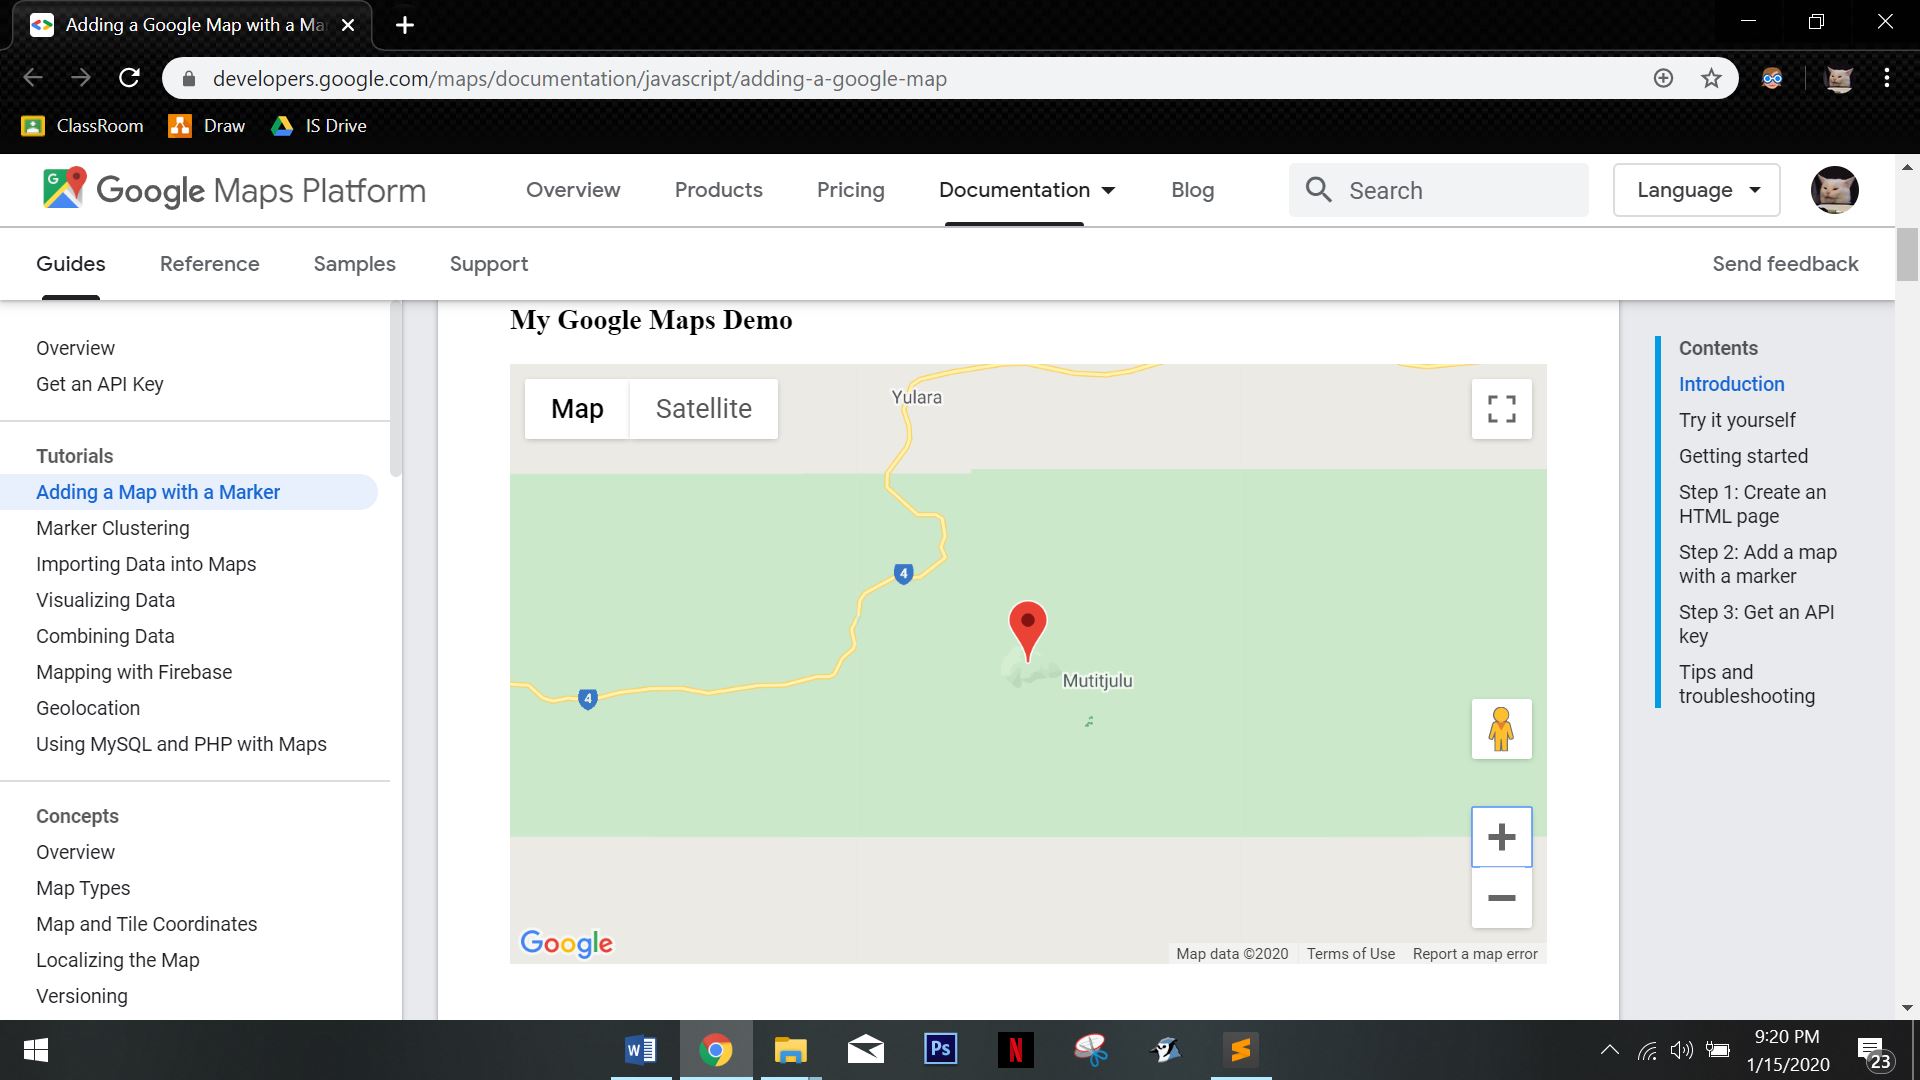 Adding a Google Map with a Mar
developers.google.com/maps/documentation/javascript/adding-a-google-map
ClassRoom Draw IS Drive
Google Maps Platform Overview Products Pricing Documentation Blog Search Language
Guides Reference Samples Support Send feedback
Overview
Get an API Key
Tutorials
Adding a Map with a Marker
Marker Clustering
Importing Data into Maps
Visualizing Data
Combining Data
Mapping with Firebase
Geolocation
Using MySQL and PHP with Maps
Concepts
Overview
Map Types
Map and Tile Coordinates
Localizing the Map
Versioning
My Google Maps Demo
Map Satellite
Yulara
4
4
Mutitjulu
Google
Map data ©2020 Terms of Use Report a map error
Contents
Introduction
Try it yourself
Getting started
Step 1: Create an
HTML page
Step 2: Add a map
with a marker
Step 3: Get an API
key
Tips and
troubleshooting
W Ps N S
9:20 PM
1/15/2020
23